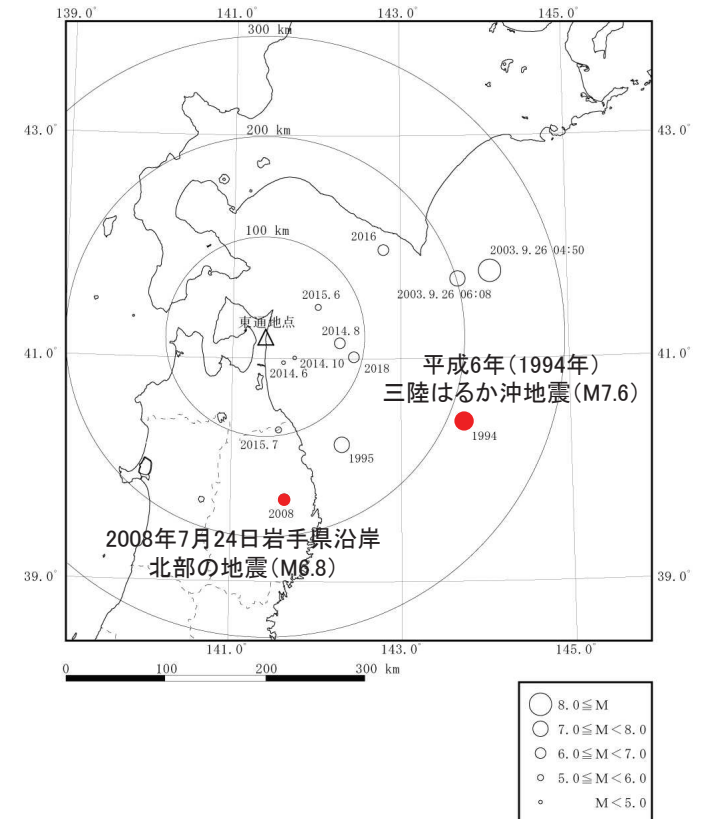 139.0° 141.0° 143.0° 145.0°
300 km
43.0° 43.0°
200 km
100 km
2016
2003.9.26 04:50
2003.9.26 06:08
2015.6
東通地点
2014.8
41.0° 41.0°
2014.10
2014.6
2018
平成6年(1994年)
三陸はるか沖地震(M7.6)
1994
2015.7
1995
2008
2008年7月24日岩手県沿岸
北部の地震(M6.8)
39.0° 39.0°
141.0° 143.0° 145.0°
0 100 200 300 km
8.0≦M
7.0≦M<8.0
6.0≦M<7.0
5.0≦M<6.0
M<5.0